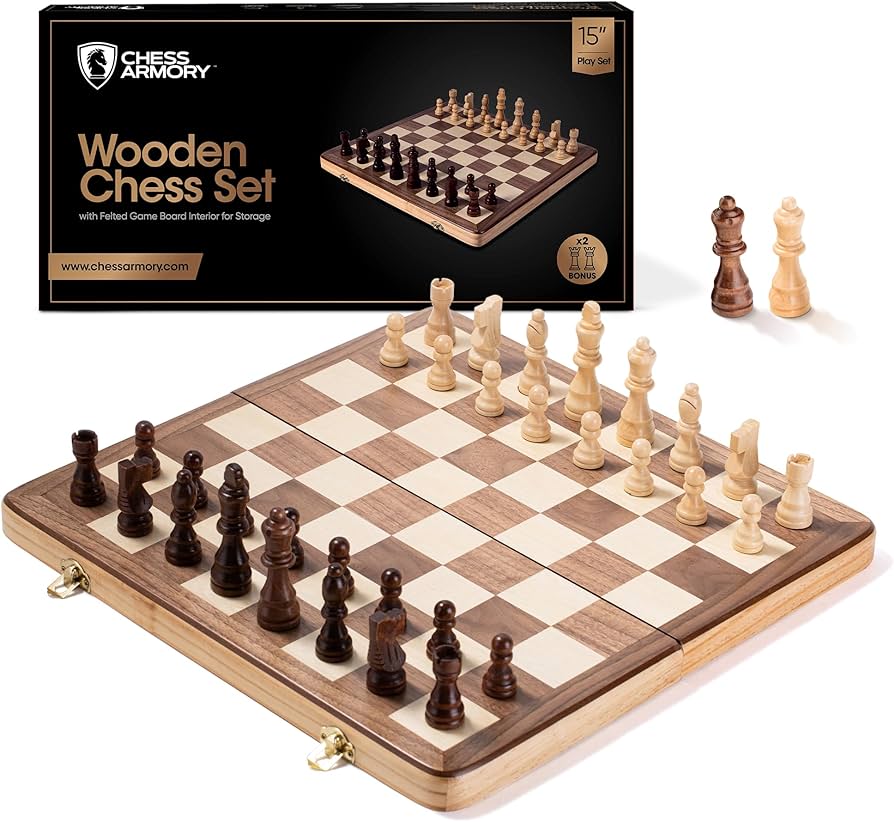 CHESS
ARMORY™
15"
Play Set
Wooden
Chess Set
with Felted Game Board Interior for Storage
www.chessarmory.com
x2
BONUS